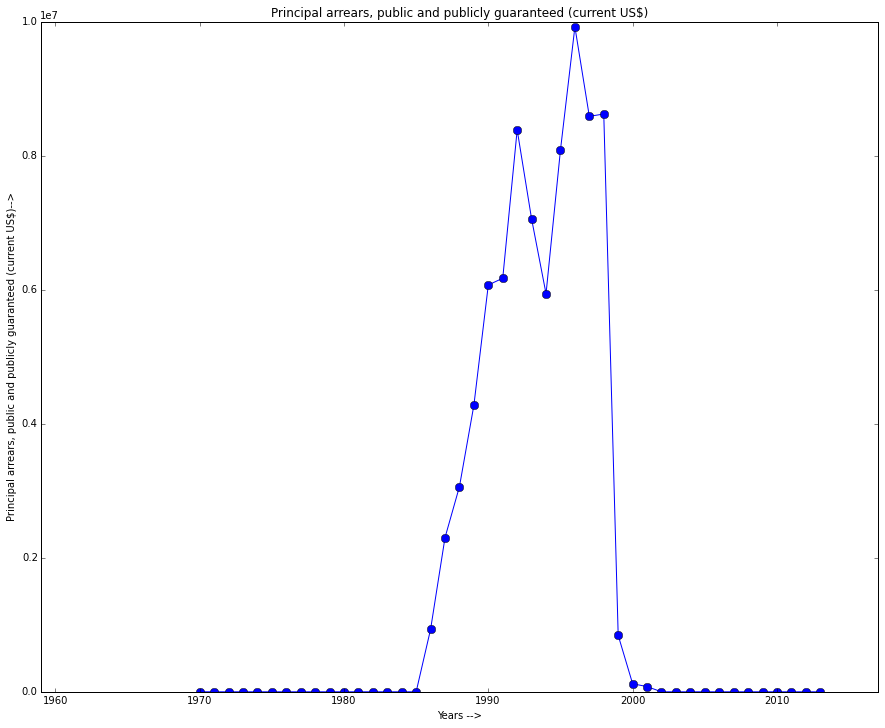 Principal arrears, public and publicly guaranteed (current US$)
1e7
1.0
0.8
0.6
0.4
0.2
0.0
Principal arrears, public and publicly guaranteed (current US$)-->
1960 1970 1980 1990 2000 2010
Years -->